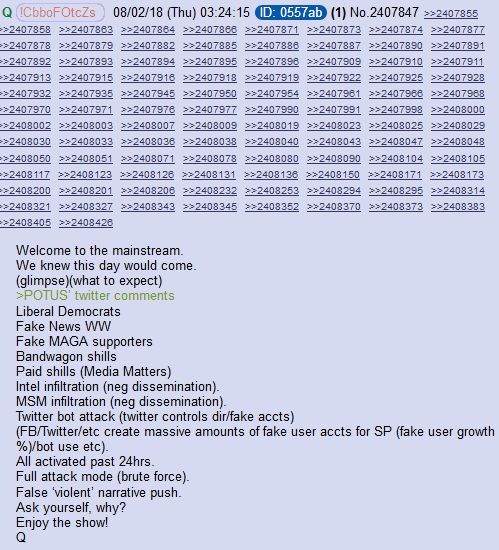 Q !CbboFOtcZs 08/02/18 (Thu) 03:24:15 ID: 0557ab (1) No.2407847 >>2407855
>>2407858 >>2407863 >>2407864 >>2407866 >>2407871 >>2407873 >>2407874 >>2407877
>>2407878 >>2407879 >>2407882 >>2407885 >>2407886 >>2407887 >>2407890 >>2407891
>>2407892 >>2407893 >>2407894 >>2407895 >>2407896 >>2407909 >>2407910 >>2407911
>>2407913 >>2407915 >>2407916 >>2407918 >>2407919 >>2407922 >>2407925 >>2407928
>>2407932 >>2407935 >>2407945 >>2407950 >>2407954 >>2407961 >>2407966 >>2407968
>>2407970 >>2407971 >>2407976 >>2407977 >>2407990 >>2407991 >>2407998 >>2408000
>>2408002 >>2408003 >>2408007 >>2408009 >>2408019 >>2408023 >>2408025 >>2408029
>>2408030 >>2408033 >>2408036 >>2408038 >>2408040 >>2408043 >>2408047 >>2408048
>>2408050 >>2408051 >>2408071 >>2408078 >>2408080 >>2408090 >>2408104 >>2408105
>>2408117 >>2408123 >>2408126 >>2408131 >>2408136 >>2408150 >>2408171 >>2408173
>>2408200 >>2408201 >>2408206 >>2408232 >>2408253 >>2408294 >>2408295 >>2408314
>>2408321 >>2408327 >>2408343 >>2408345 >>2408352 >>2408370 >>2408373 >>2408383
>>2408405 >>2408426
Welcome to the mainstream.
We knew this day would come.
(glimpse)(what to expect)
>POTUS' twitter comments
Liberal Democrats
Fake News WW
Fake MAGA supporters
Bandwagon shills
Paid shills (Media Matters)
Intel infiltration (neg dissemination).
MSM infiltration (neg dissemination).
Twitter bot attack (twitter controls dir/fake accts)
(FB/Twitter/etc create massive amounts of fake user accts for SP (fake user growth
%)/bot use etc).
All activated past 24hrs.
Full attack mode (brute force).
False ‘violent’ narrative push.
Ask yourself, why?
Enjoy the show!
Q